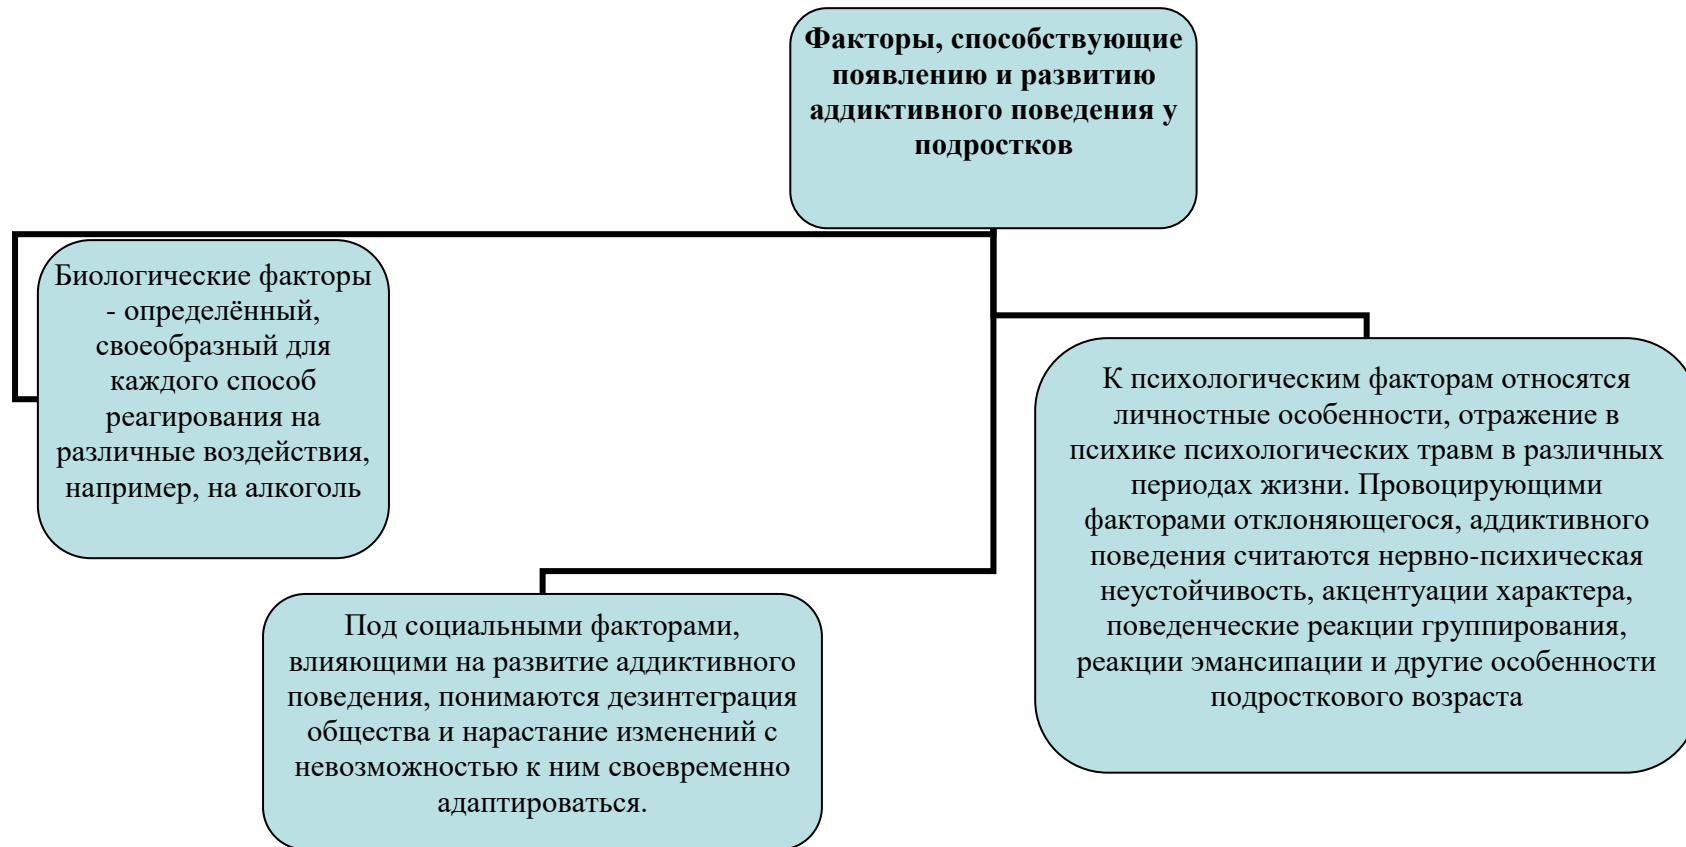 Факторы, способствующие
появлению и развитию
аддиктивного поведения у
подростков
Биологические факторы
- определённый,
своеобразный для
каждого способ
реагирования на
различные воздействия,
например, на алкоголь
К психологическим факторам относятся
личностные особенности, отражение в
психике психологических травм в различных
периодах жизни. Провоцирующими
факторами отклоняющегося, аддиктивного
поведения считаются нервно-психическая
неустойчивость, акцентуации характера,
поведенческие реакции группирования,
реакции эмансипации и другие особенности
подросткового возраста
Под социальными факторами,
влияющими на развитие аддиктивного
поведения, понимаются дезинтеграция
общества и нарастание изменений с
невозможностью к ним своевременно
адаптироваться.